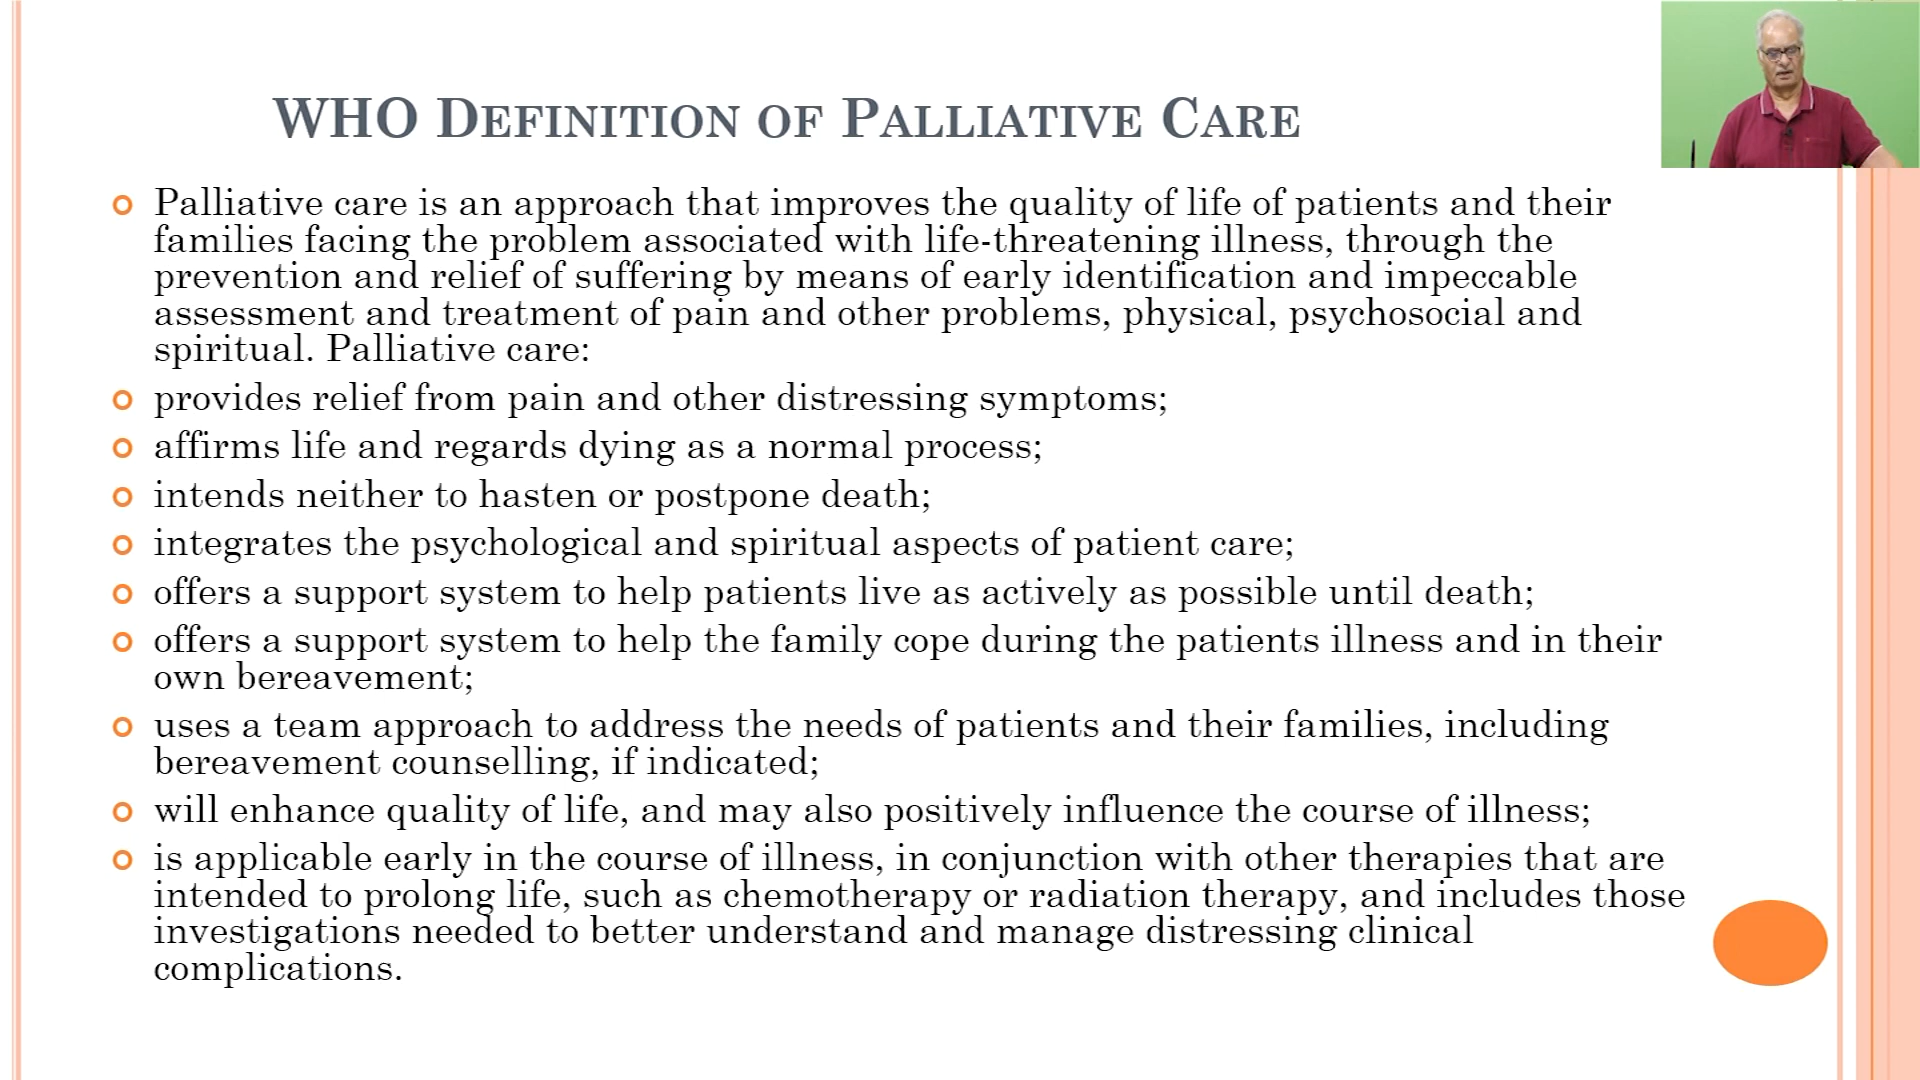 WHO DEFINITION OF PALLIATIVE CARE
Palliative care is an approach that improves the quality of life of patients and their
families facing the problem associated with life-threatening illness, through the
prevention and relief of suffering by means of early identification and impeccable
assessment and treatment of pain and other problems, physical, psychosocial and
spiritual. Palliative care:
provides relief from pain and other distressing symptoms;
affirms life and regards dying as a normal process;
intends neither to hasten or postpone death;
integrates the psychological and spiritual aspects of patient care;
offers a support system to help patients live as actively as possible until death;
offers a support system to help the family cope during the patients illness and in their
own bereavement;
uses a team approach to address the needs of patients and their families, including
bereavement counselling, if indicated;
will enhance quality of life, and may also positively influence the course of illness;
is applicable early in the course of illness, in conjunction with other therapies that are
intended to prolong life, such as chemotherapy or radiation therapy, and includes those
investigations needed to better understand and manage distressing clinical
complications.